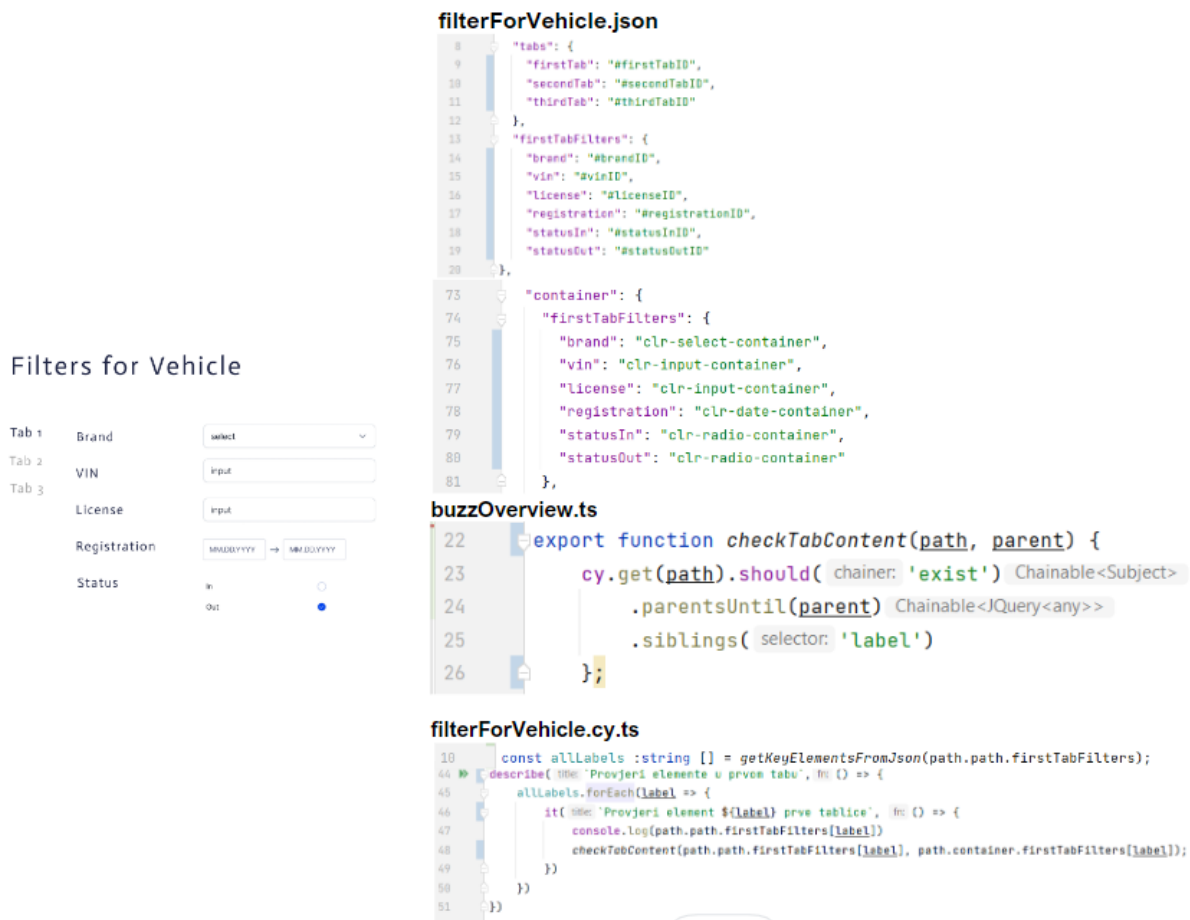 Filters for Vehicle
Tab 1
Tab 2
Tab 3
Brand
select
VIN
input
License
input
Registration
MM.DD.YYYY → MM.DD.YYYY
Status
In
Out
filterForVehicle.json
8 "tabs": {
9 "firstTab": "#firstTabID",
10 "secondTab": "#secondTabID",
11 "thirdTab": "#thirdTabID"
12 },
13 "firstTabFilters": {
14 "brand": "#brandID",
15 "vin": "#vinID",
16 "license": "#licenseID",
17 "registration": "#registrationID",
18 "statusIn": "#statusInID",
19 "statusOut": "#statusOutID"
20 },
73 "container": {
74 "firstTabFilters": {
75 "brand": "clr-select-container",
76 "vin": "clr-input-container",
77 "license": "clr-input-container",
78 "registration": "clr-date-container",
79 "statusIn": "clr-radio-container",
80 "statusOut": "clr-radio-container"
81 },
buzzOverview.ts
22 export function checkTabContent(path, parent) {
23 cy.get(path).should( chainer: 'exist') Chainable<Subject>
24 .parentsUntil(parent) Chainable<JQuery<any>>
25 .siblings( selector: 'label')
26 };
filterForVehicle.cy.ts
10 const allLabels :string [] = getKeyElementsFromJson(path.path.firstTabFilters);
44 describe( title: `Provjeri elemente u prvom tabu`, fn: () => {
45 allLabels.forEach(label => {
46 it( title: `Provjeri element ${label} prve tablice`, fn: () => {
47 console.log(path.path.firstTabFilters[label])
48 checkTabContent(path.path.firstTabFilters[label], path.container.firstTabFilters[label]);
49 })
50 })
51 })